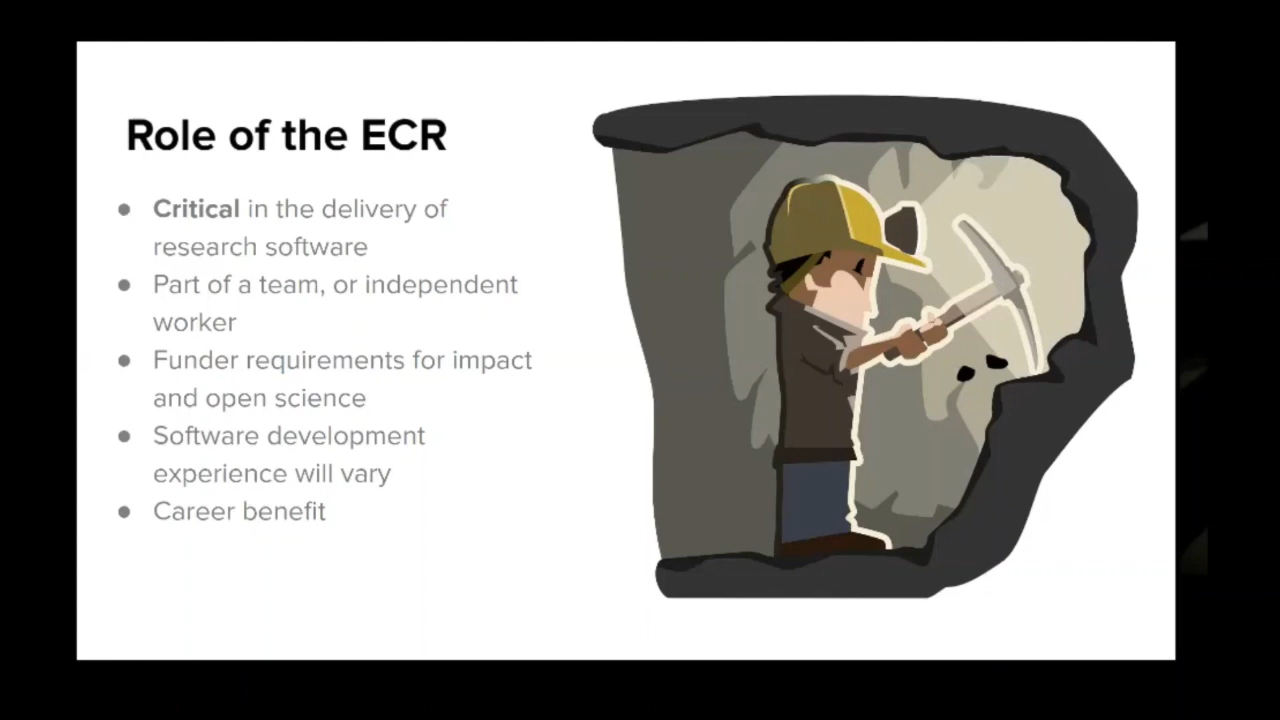 Role of the ECR
● Critical in the delivery of
research software
● Part of a team, or independent
worker
● Funder requirements for impact
and open science
● Software development
experience will vary
● Career benefit